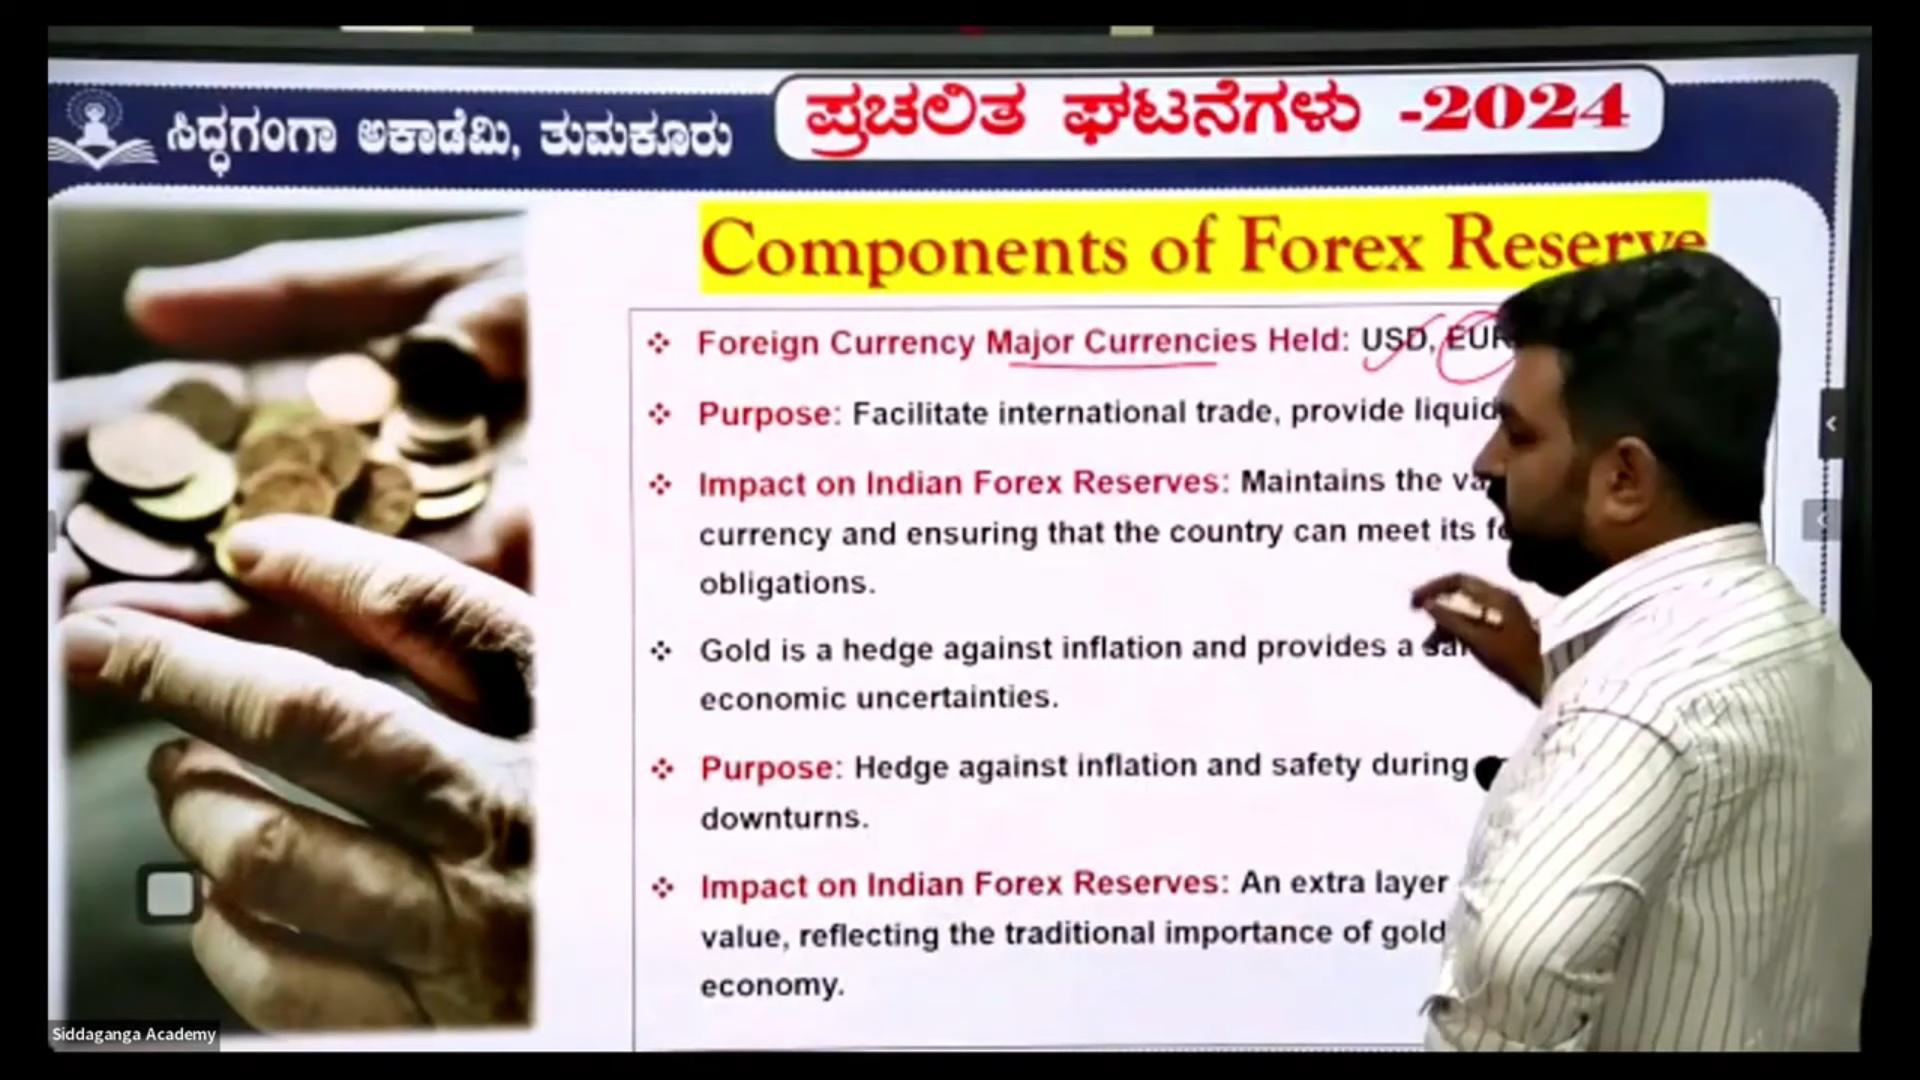 ಸಿದ್ಧಗಂಗಾ ಅಕಾಡೆಮಿ, ತುಮಕೂರು
ಪ್ರಚಲಿತ ಘಟನೆಗಳು -2024
Components of Forex Reserve
❖ Foreign Currency Major Currencies Held: USD,
❖ Purpose: Facilitate international trade, provide
❖ Impact on Indian Forex Reserves: Maintains the
currency and ensuring that the country can meet its
obligations.
❖ Gold is a hedge against inflation and provides a
economic uncertainties.
❖ Purpose: Hedge against inflation and safety during
downturns.
❖ Impact on Indian Forex Reserves: An extra layer
value, reflecting the traditional importance of gold
economy.
Siddaganga Academy